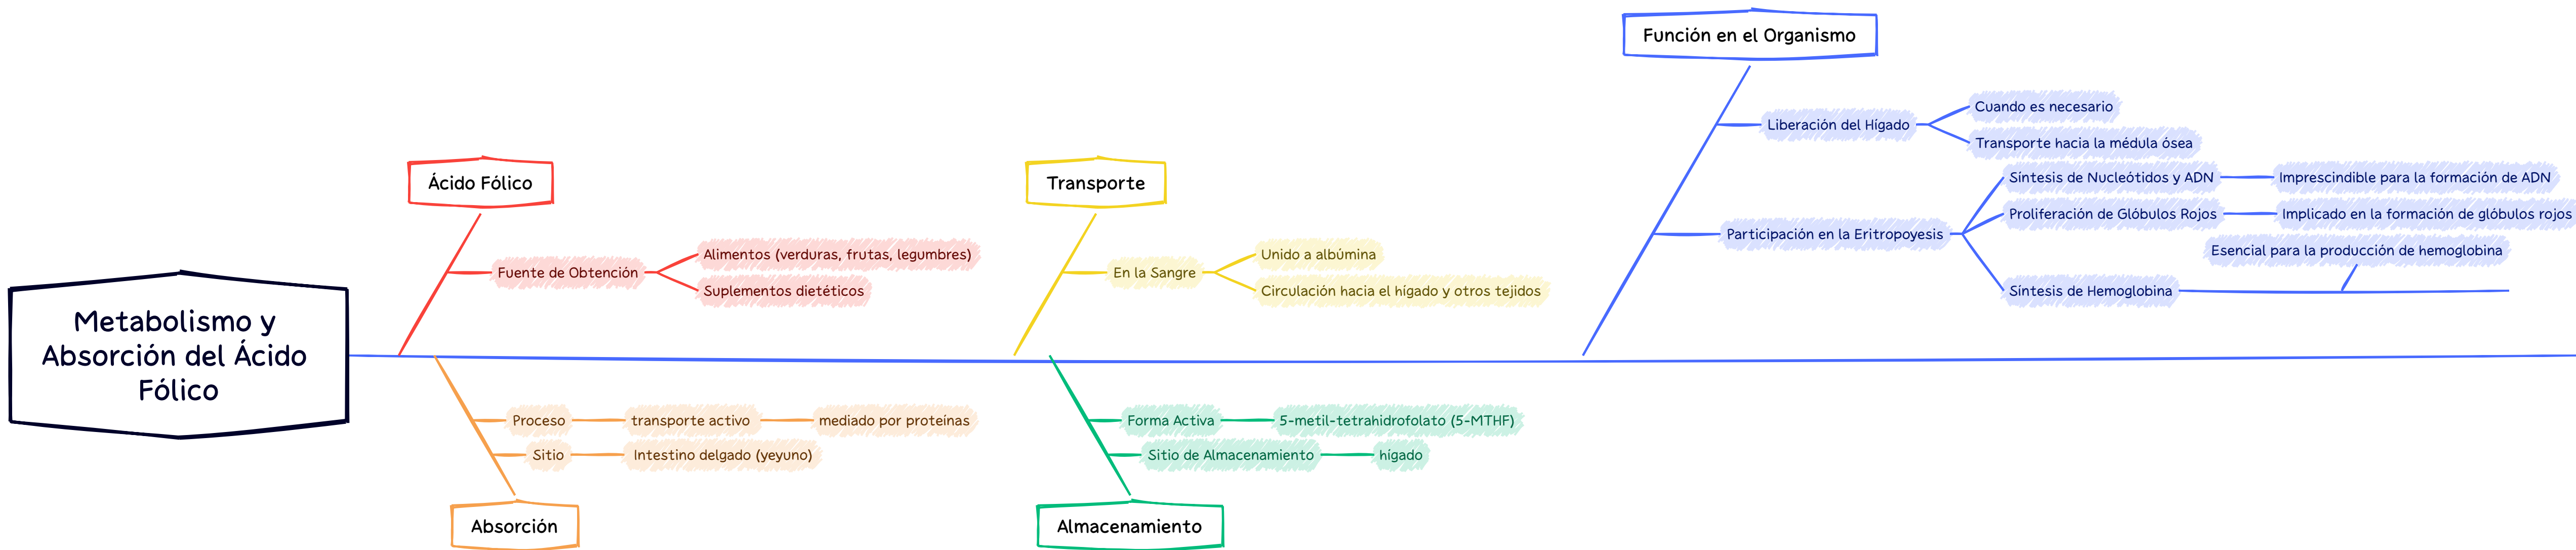 Metabolismo y
Absorción del Ácido
Fólico
Ácido Fólico
Fuente de Obtención
Alimentos (verduras, frutas, legumbres)
Suplementos dietéticos
Absorción
Proceso
transporte activo
mediado por proteínas
Sitio
Intestino delgado (yeyuno)
Transporte
En la Sangre
Unido a albúmina
Circulación hacia el hígado y otros tejidos
Almacenamiento
Forma Activa
5-metil-tetrahidrofolato (5-MTHF)
Sitio de Almacenamiento
hígado
Función en el Organismo
Liberación del Hígado
Cuando es necesario
Transporte hacia la médula ósea
Participación en la Eritropoyesis
Síntesis de Nucleótidos y ADN
Imprescindible para la formación de ADN
Proliferación de Glóbulos Rojos
Implicado en la formación de glóbulos rojos
Síntesis de Hemoglobina
Esencial para la producción de hemoglobina